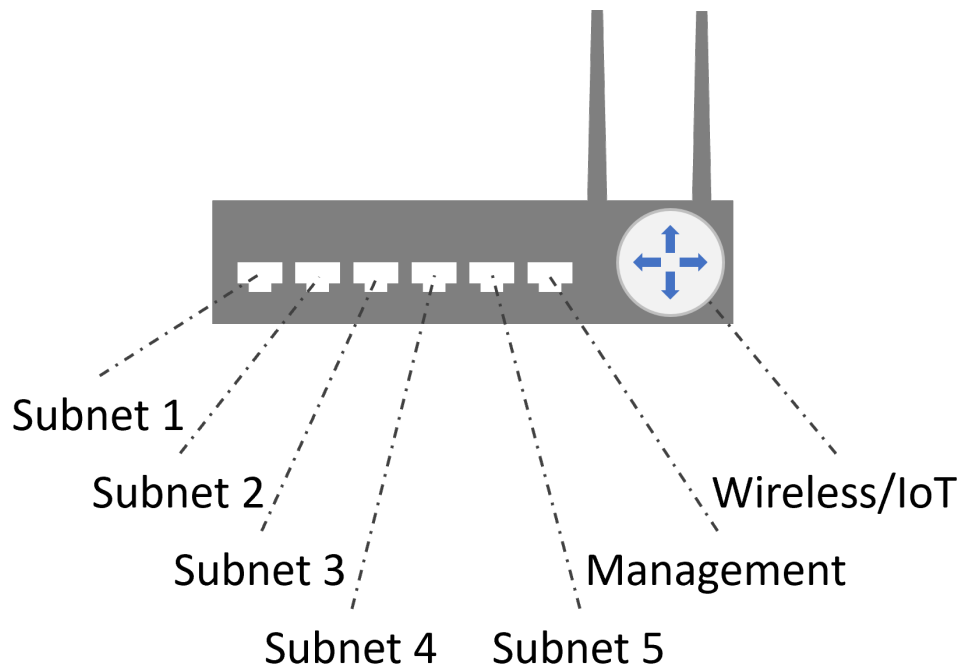 Subnet 1
Subnet 2
Wireless/IoT
Subnet 3
Management
Subnet 4
Subnet 5